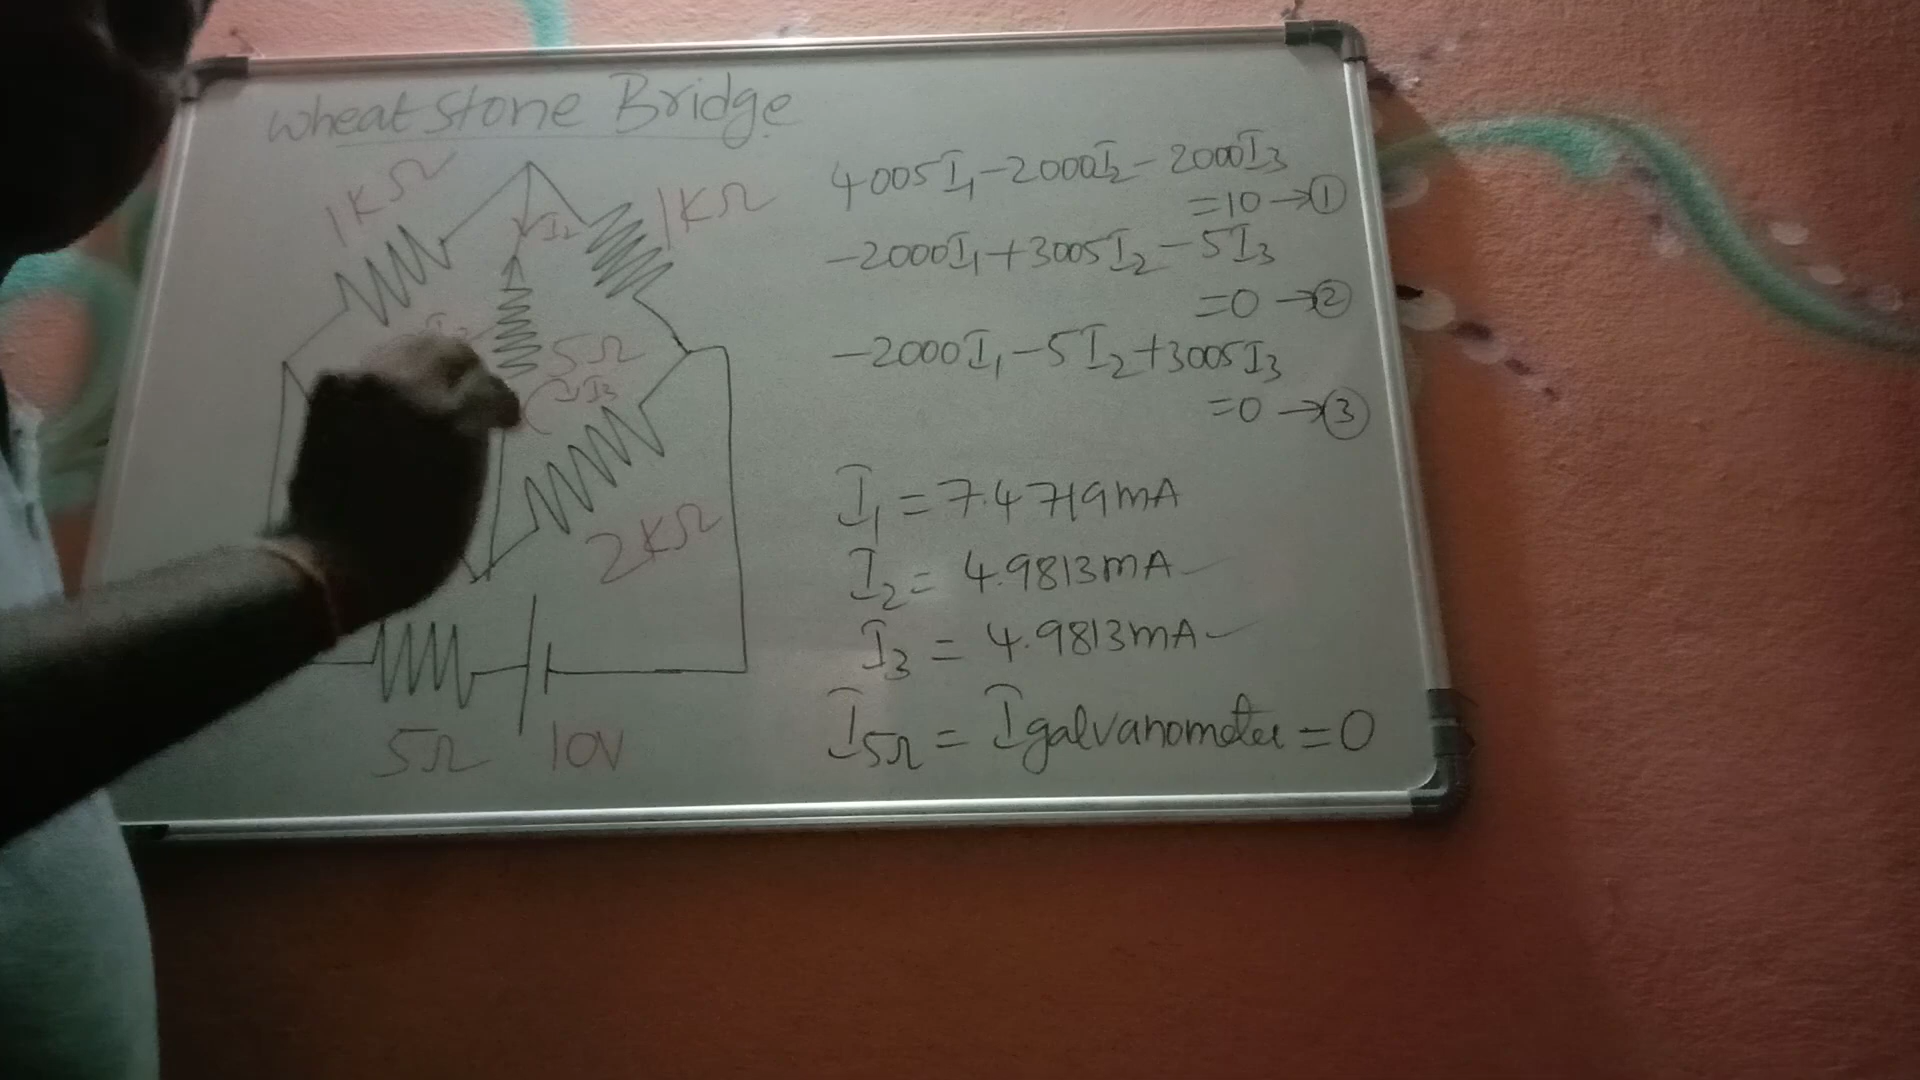 Wheat Stone Bridge
1KΩ
1KΩ
I2
5Ω
I3
2KΩ
5Ω
10V
4005I1-2000I2-2000I3
=10→①
-2000I1+3005I2-5I3
=0→②
-2000I1-5I2+3005I3
=0→③
I1=7.4719mA
I2=4.9813mA
I3=4.9813mA
I5Ω=Igalvanometer=0